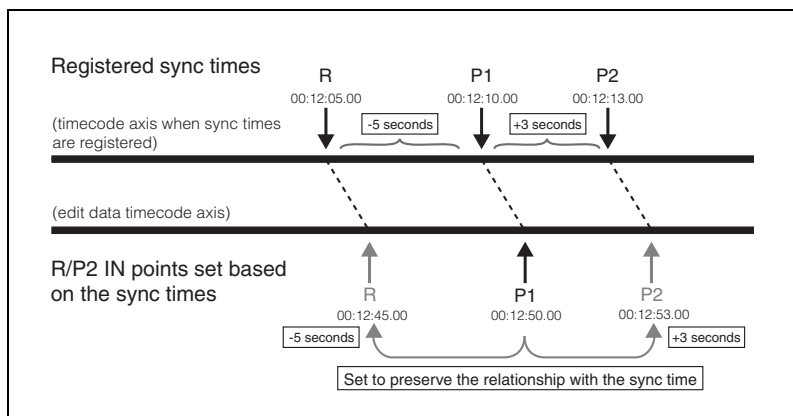 Registered sync times
R
P1
P2
00:12:05.00
00:12:10.00
00:12:13.00
(timecode axis when sync times
are registered)
-5 seconds
+3 seconds
(edit data timecode axis)
R/P2 IN points set based
on the sync times
R
P1
P2
00:12:45.00
00:12:50.00
00:12:53.00
-5 seconds
+3 seconds
Set to preserve the relationship with the sync time